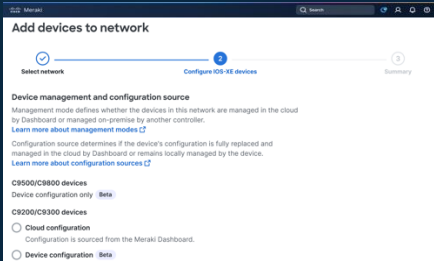 Meraki
Search
Add devices to network
2
3
Select network
Configure IOS-XE devices
Summary
Device management and configuration source
Management mode defines whether the devices in this network are managed in the cloud
by Dashboard or managed on-premise by another controller.
Learn more about management modes
Configuration source determines if the device's configuration is fully replaced and
managed in the cloud by Dashboard or remains locally managed by the device.
Learn more about configuration sources
C9500/C9800 devices
Device configuration only Beta
C9200/C9300 devices
Cloud configuration
Configuration is sourced from the Meraki Dashboard.
Device configuration Beta